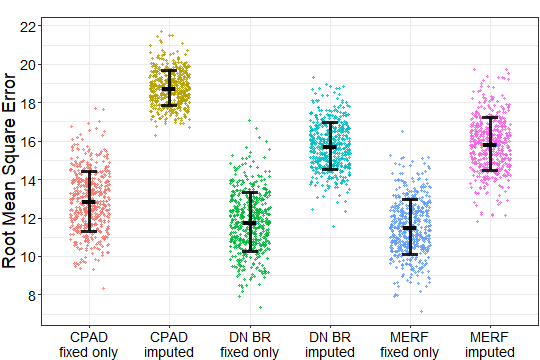 Root Mean Square Error
22
20
18
16
14
12
10
8
CPAD
fixed only
CPAD
imputed
DN BR
fixed only
DN BR
imputed
MERF
fixed only
MERF
imputed